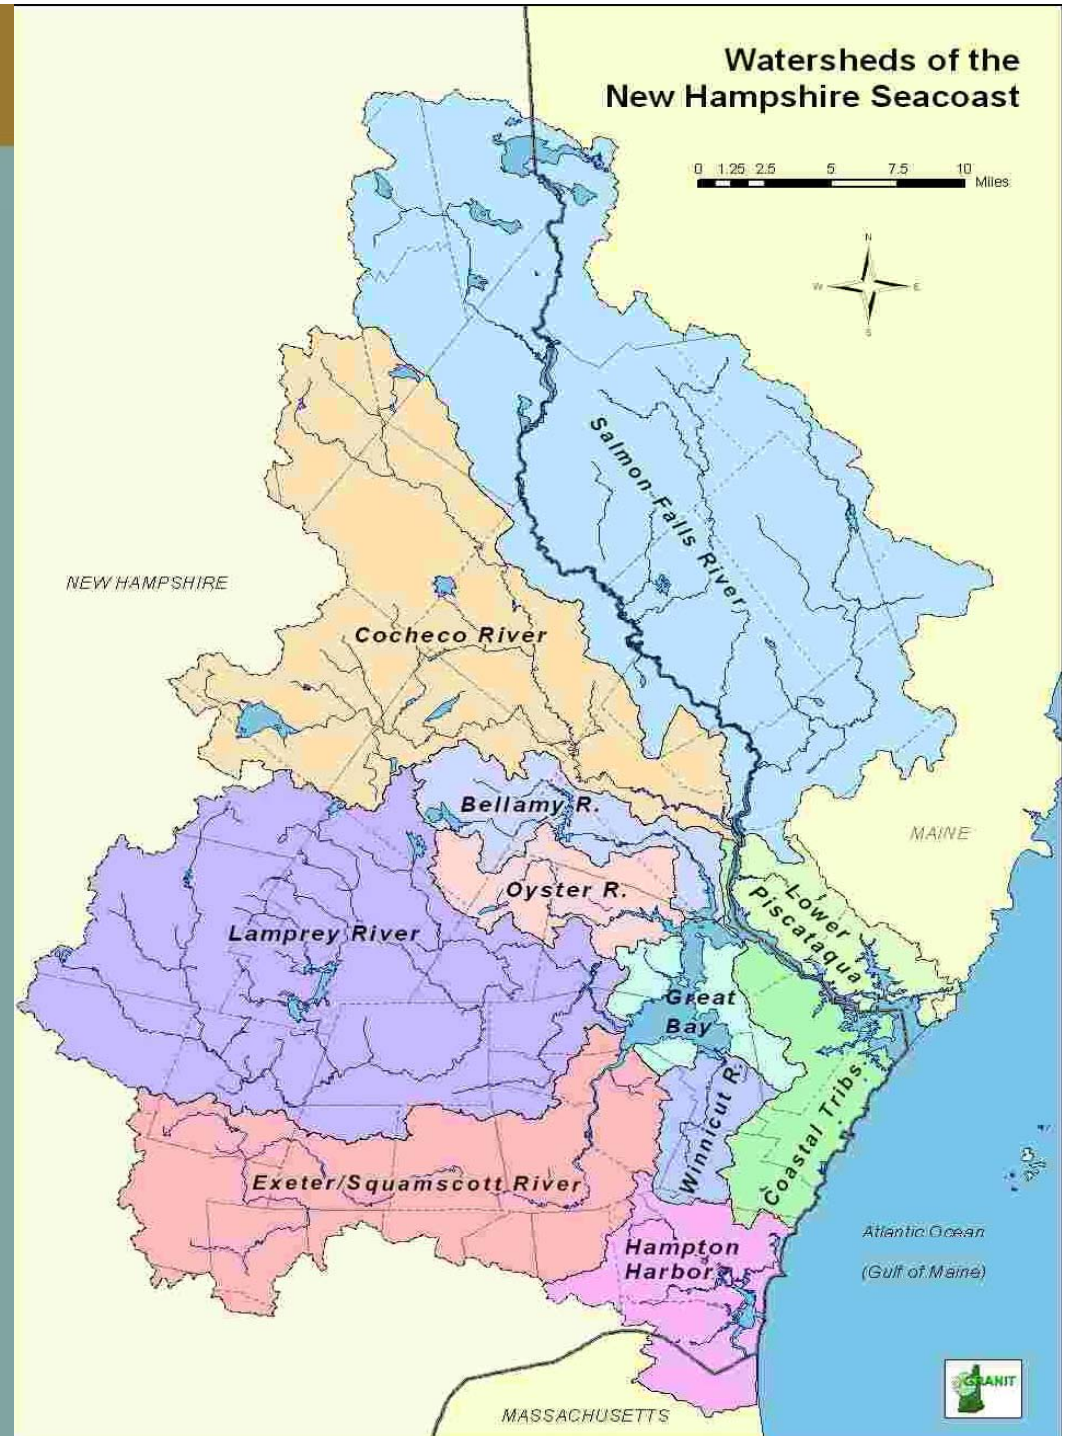 Watersheds of the
New Hampshire Seacoast
0 1.25 2.5 5 7.5 10
Miles
N
W E
S
Salmon Falls River
NEW HAMPSHIRE
Cocheco River
Bellamy R.
MAINE
Oyster R.
Lower
Piscataqua
Lamprey River
Great
Bay
Winnicut R.
Coastal Tribs.
Exeter/Squamscott River
Atlantic Ocean
(Gulf of Maine)
Hampton
Harbor
GRANIT
MASSACHUSETTS